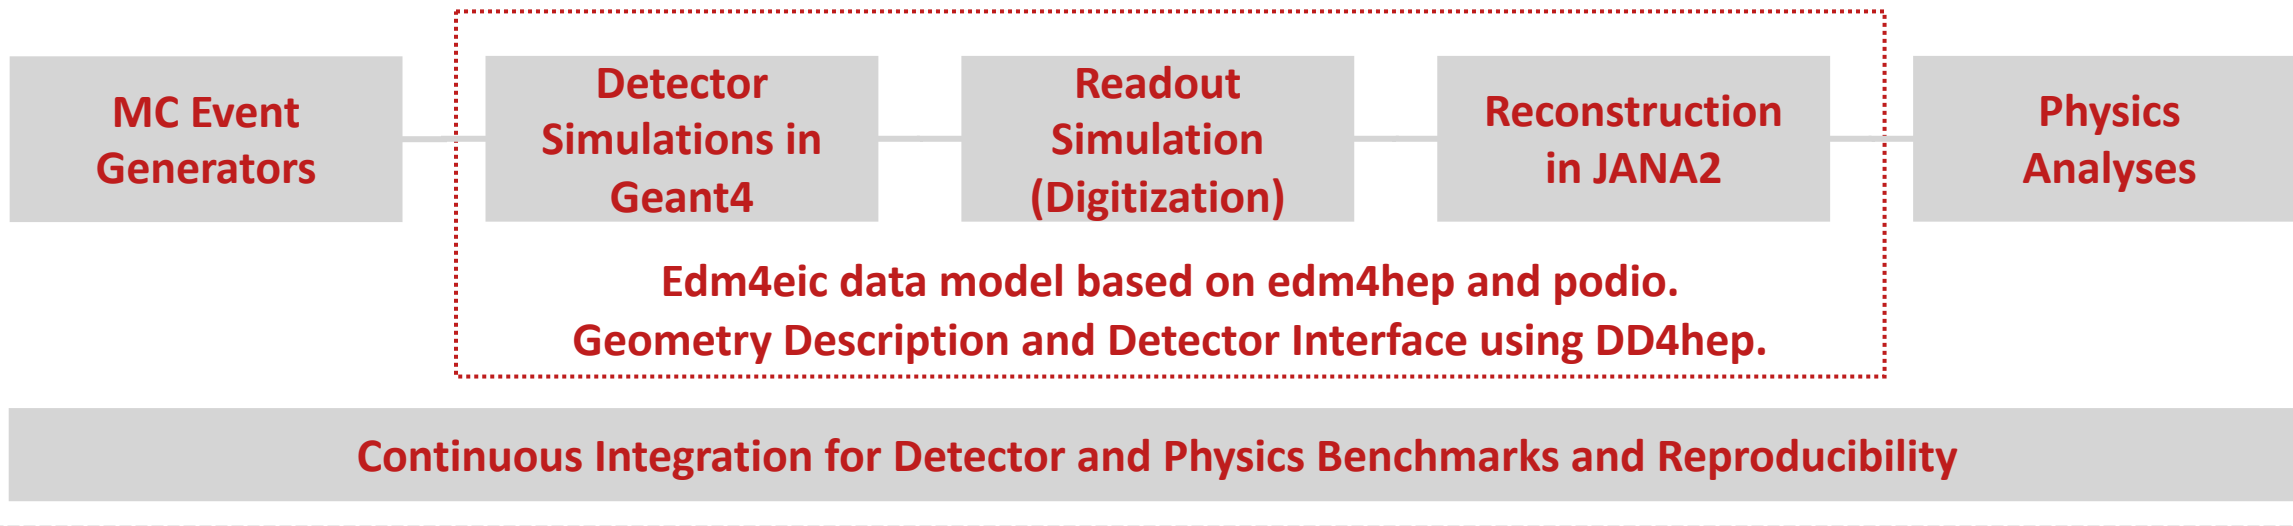 MC Event
Generators
Detector
Simulations in
Geant4
Readout
Simulation
(Digitization)
Reconstruction
in JANA2
Physics
Analyses
Edm4eic data model based on edm4hep and podio.
Geometry Description and Detector Interface using DD4hep.
Continuous Integration for Detector and Physics Benchmarks and Reproducibility